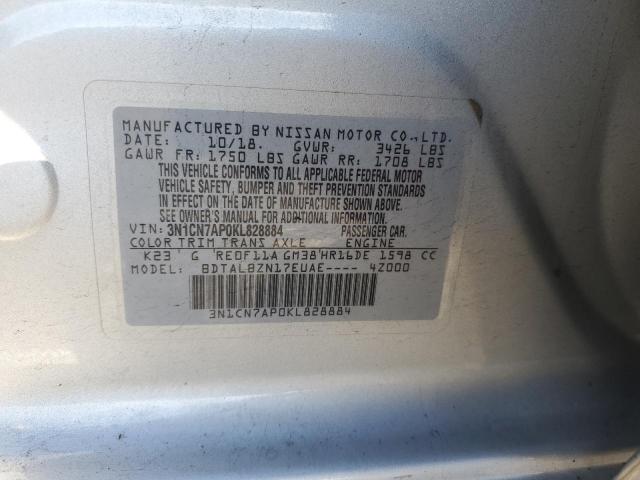 MANUFACTURED BY NISSAN MOTOR CO., LTD.
DATE: 10/18. GVWR: 3426 LBS
GAWR FR: 1750 LBS GAWR RR: 1708 LBS
THIS VEHICLE CONFORMS TO ALL APPLICABLE FEDERAL MOTOR
VEHICLE SAFETY, BUMPER AND THEFT PREVENTION STANDARDS
IN EFFECT ON THE DATE OF MANUFACTURE SHOWN ABOVE.
SEE OWNER'S MANUAL FOR ADDITIONAL INFORMATION.
VIN: 3N1CN7AP0KL828884 PASSENGER CAR.
COLOR TRIM TRANS AXLE ENGINE
K23 G RE0F11A GM38 HR16DE 1598 CC
MODEL: BDTALBZN17EUAE---- 4Z000
3N1CN7AP0KL828884